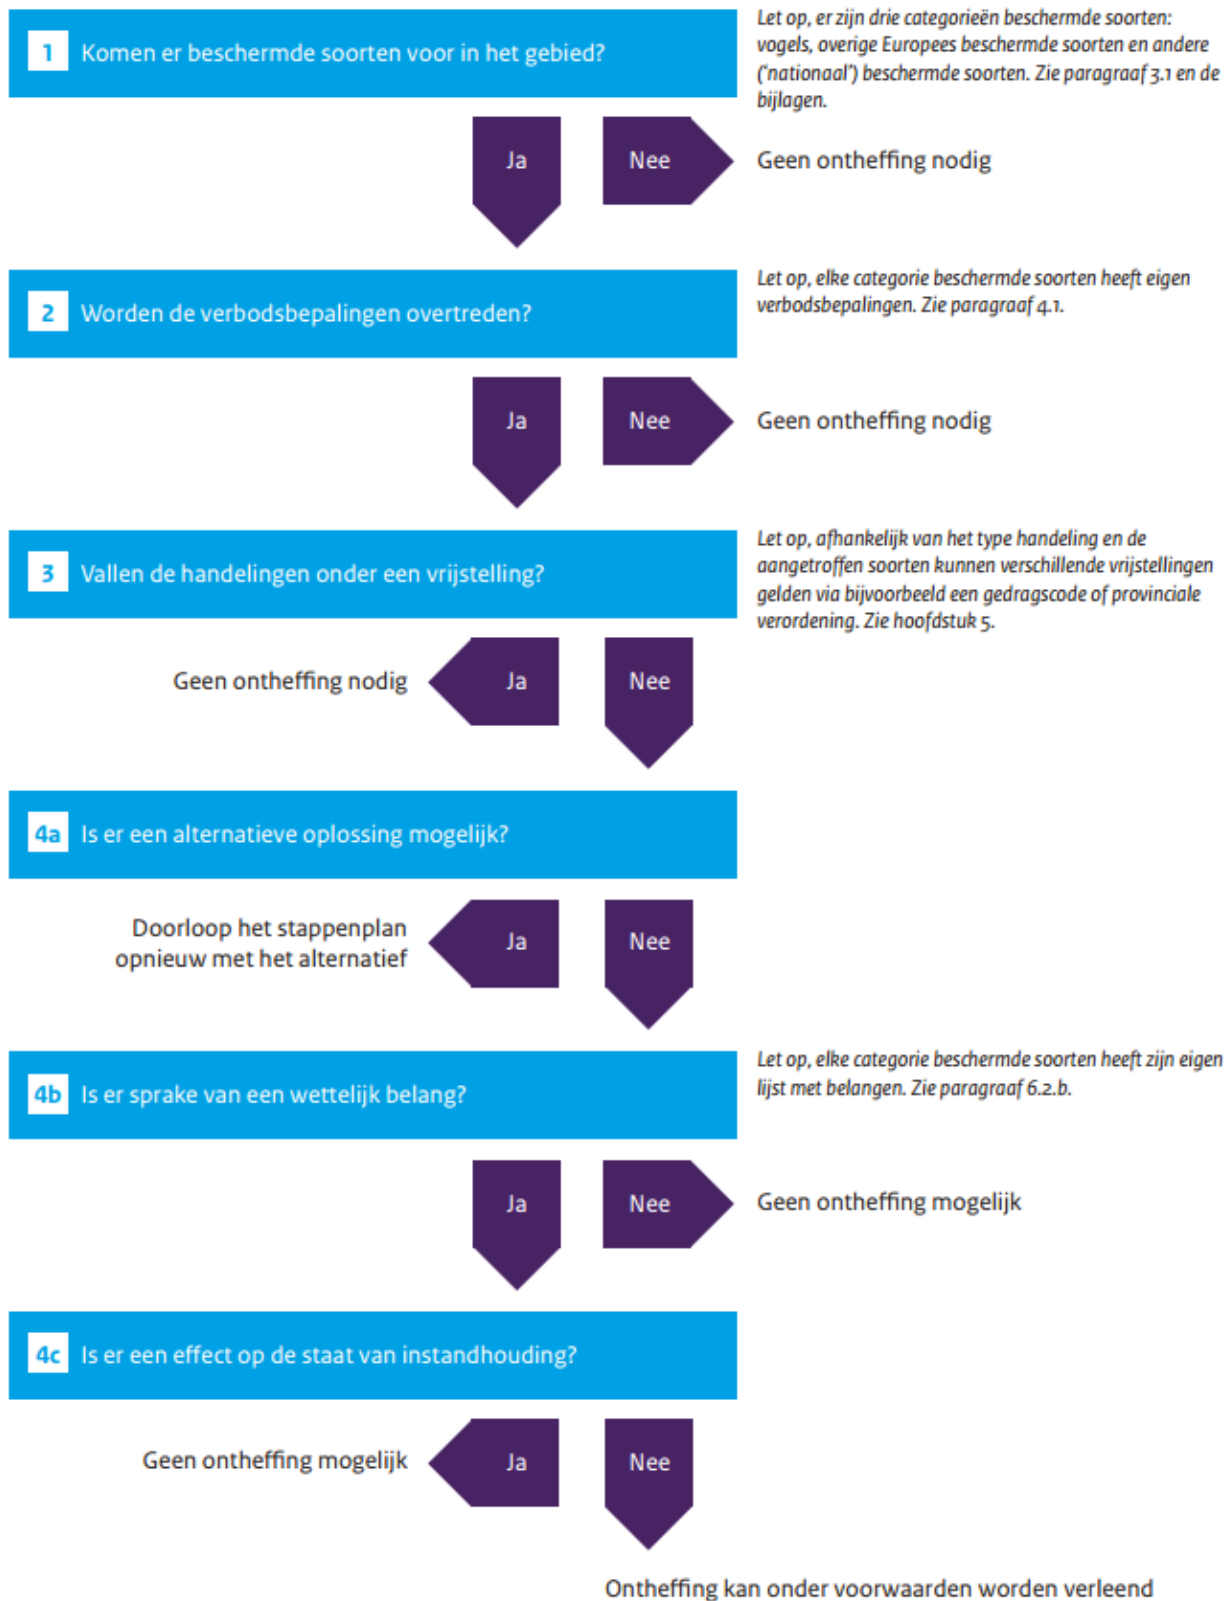 1 Komen er beschermde soorten voor in het gebied?
Let op, er zijn drie categorieën beschermde soorten:
vogels, overige Europees beschermde soorten en andere
(‘nationaal’) beschermde soorten. Zie paragraaf 3.1 en de
bijlagen.
Ja
Nee
Geen ontheffing nodig
2 Worden de verbodsbepalingen overtreden?
Let op, elke categorie beschermde soorten heeft eigen
verbodsbepalingen. Zie paragraaf 4.1.
Ja
Nee
Geen ontheffing nodig
3 Vallen de handelingen onder een vrijstelling?
Let op, afhankelijk van het type handeling en de
aangetroffen soorten kunnen verschillende vrijstellingen
gelden via bijvoorbeeld een gedragscode of provinciale
verordening. Zie hoofdstuk 5.
Geen ontheffing nodig
Ja
Nee
4a Is er een alternatieve oplossing mogelijk?
Doorloop het stappenplan
opnieuw met het alternatief
Ja
Nee
4b Is er sprake van een wettelijk belang?
Let op, elke categorie beschermde soorten heeft zijn eigen
lijst met belangen. Zie paragraaf 6.2.b.
Ja
Nee
Geen ontheffing mogelijk
4c Is er een effect op de staat van instandhouding?
Geen ontheffing mogelijk
Ja
Nee
Ontheffing kan onder voorwaarden worden verleend